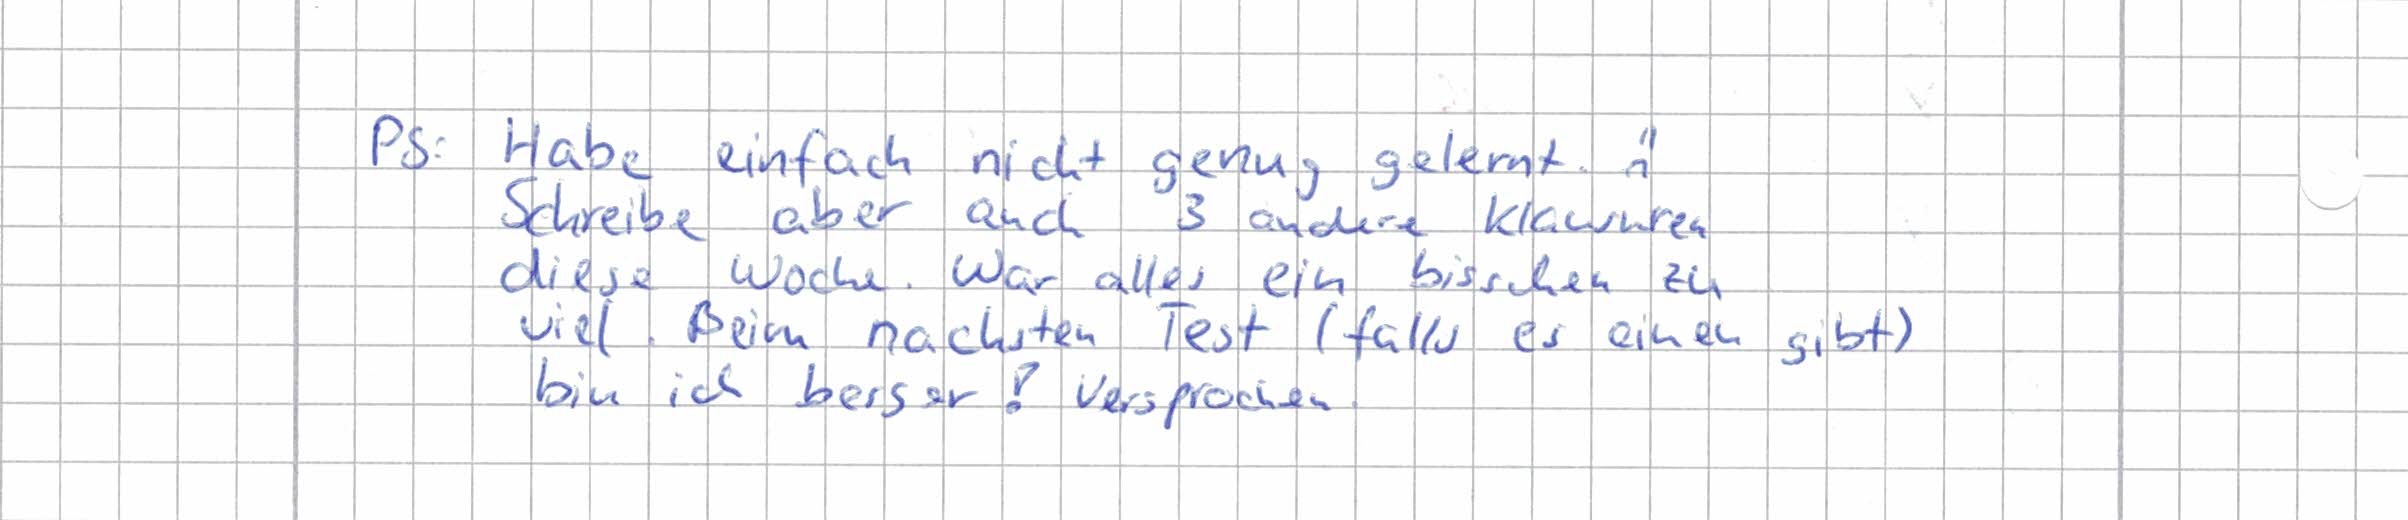 PS: Habe einfach nicht genug gelernt.
Schreibe aber auch 3 andere Klausuren
diese Woche. War alles ein bisschen zu
viel. Beim nachsten Test (falls es einen gibt)
bin ich besser! Versprochen.